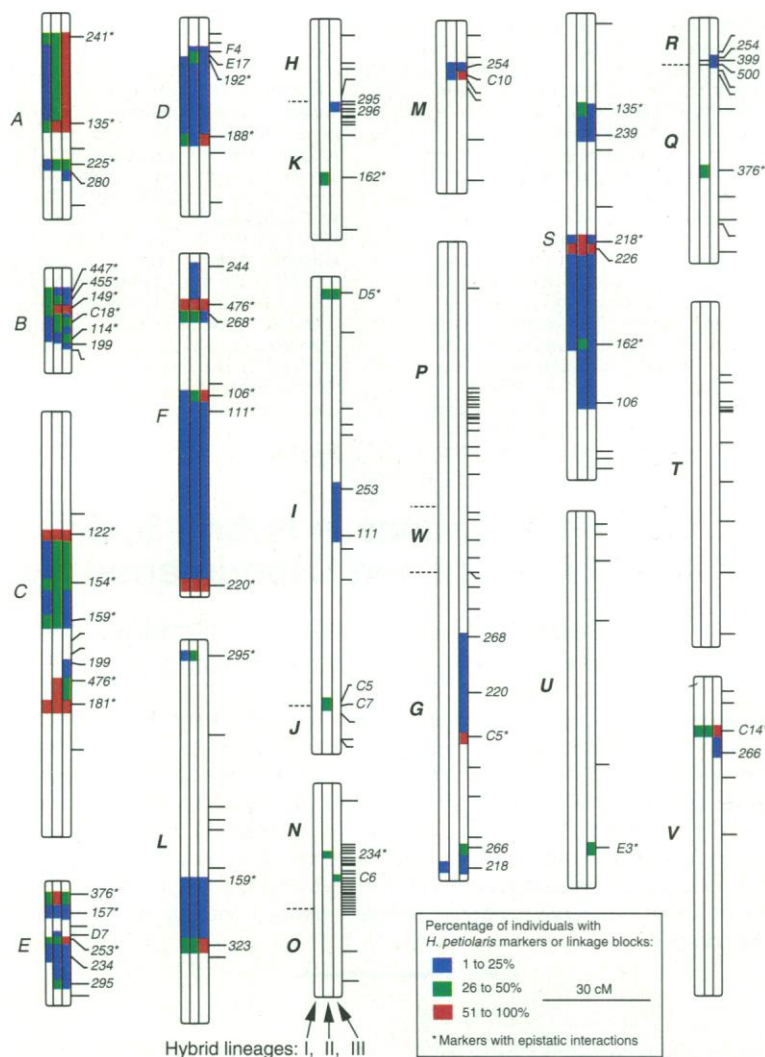 A
241*
135*
225*
280
B
447*
455*
149*
C18*
114*
199
C
122*
154*
159*
199
476*
181*
E
376*
157*
D7
253*
234
295
D
F4
E17
192*
188*
F
244
476*
268*
106*
111*
220*
L
295*
159*
323
H
295
296
K
162*
I
D5*
253
111
C5
C7
J
N
234*
C6
O
M
254
C10
P
W
G
268
220
C5*
266
218
S
135*
239
218*
226
162*
106
U
E3*
R
254
399
500
Q
376*
T
V
C14*
266
Percentage of individuals with
H. petiolaris markers or linkage blocks:
1 to 25%
26 to 50%
51 to 100%
30 cM
* Markers with epistatic interactions
Hybrid lineages: I, II, III